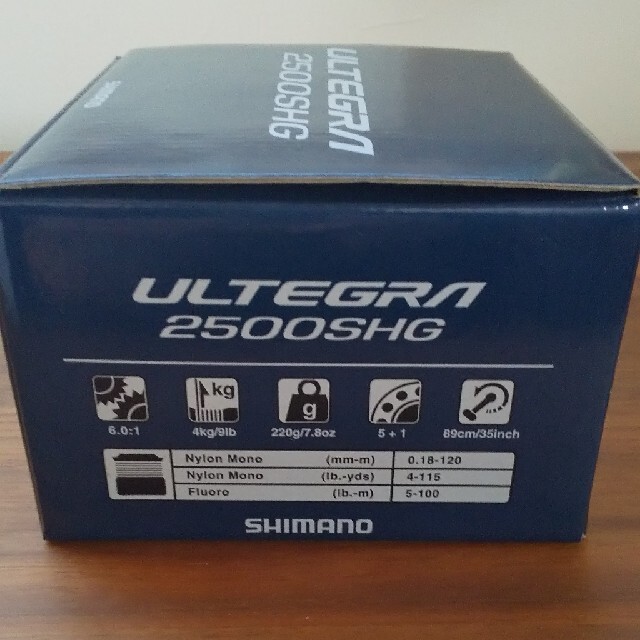 ULTEGRA
2500SHG
SHIMANO
ULTEGRA
2500SHG
kg
g
6.0:1
4kg/9lb
220g/7.8oz
5 + 1
89cm/35inch
Nylon Mono (mm-m) 0.18-120
Nylon Mono (lb.-yds) 4-115
Fluoro (lb.-m) 5-100
SHIMANO